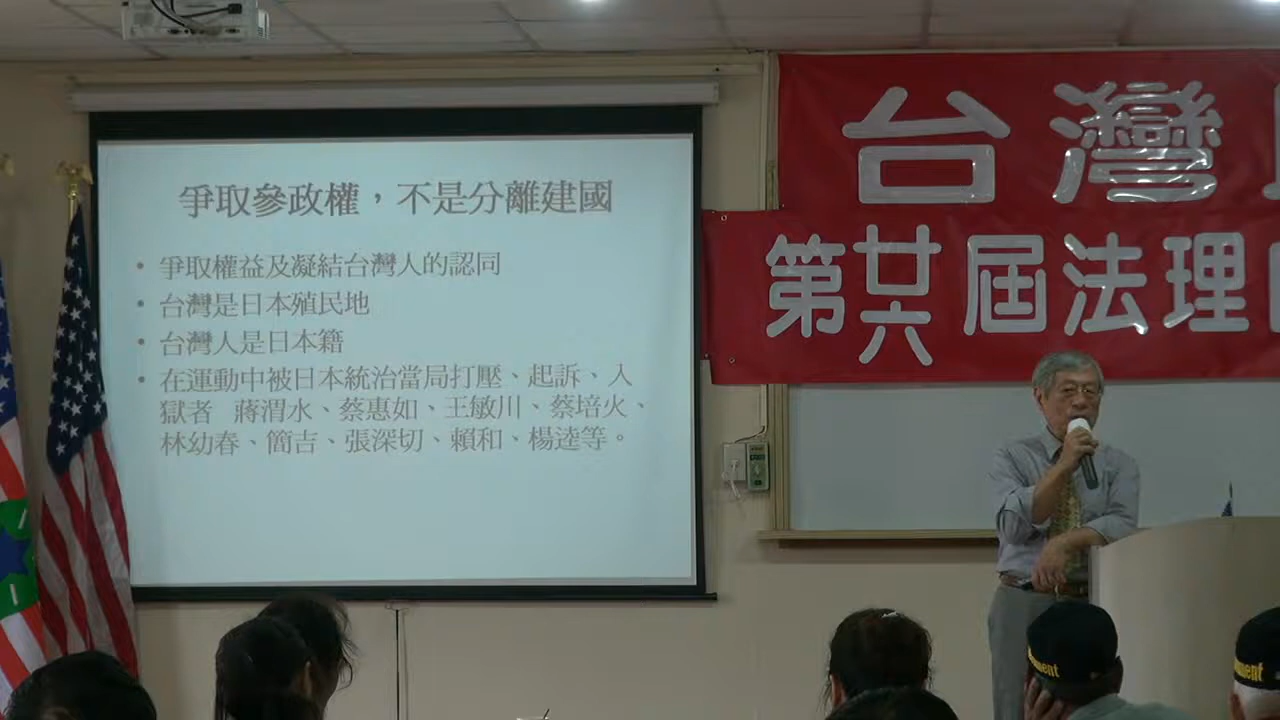 爭取參政權，不是分離建國
• 爭取權益及凝結台灣人的認同
• 台灣是日本殖民地
• 台灣人是日本籍
• 在運動中被日本統治當局打壓、起訴、入
獄者 蔣渭水、蔡惠如、王敏川、蔡培火、
林幼春、簡吉、張深切、賴和、楊逵等。
台灣
第廿六屆法理